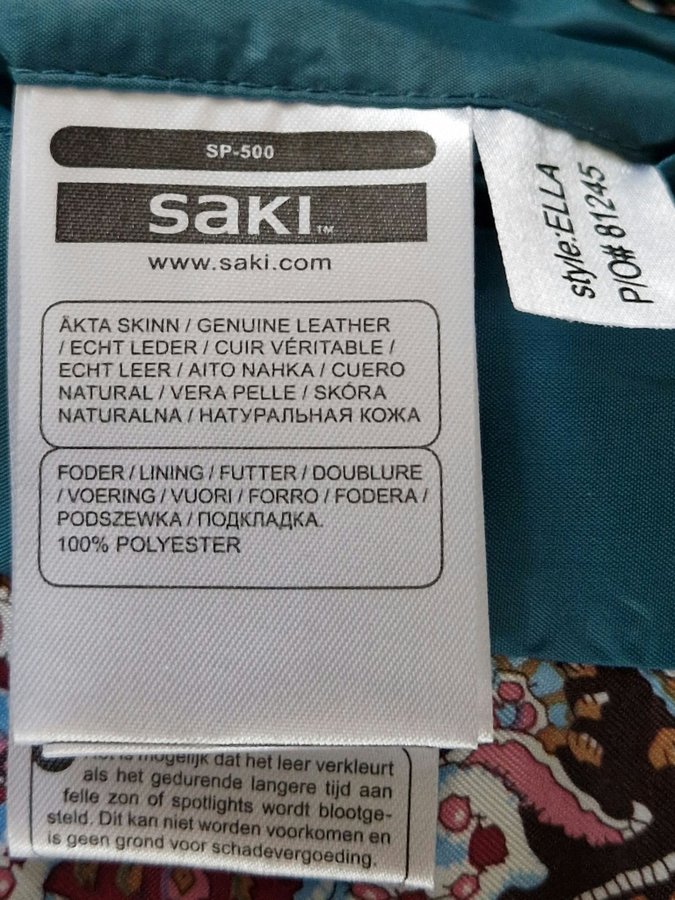 SP-500
saki™
www.saki.com
ÄKTA SKINN / GENUINE LEATHER
/ ECHT LEDER / CUIR VÉRITABLE /
ECHT LEER / AITO NAHKA / CUERO
NATURAL / VERA PELLE / SKÓRA
NATURALNA / НАТУРАЛЬНАЯ КОЖА
FODER / LINING / FUTTER / DOUBLURE
/ VOERING / VUORI / FORRO / FODERA /
PODSZEWKA / ПОДКЛАДКА.
100% POLYESTER
style:ELLA
P/O# 81245
Het is mogelijk dat het leer verkleurt
als het gedurende langere tijd aan
felle zon of spotlights wordt blootge-
steld. Dit kan niet worden voorkomen en
is geen grond voor schadevergoeding.